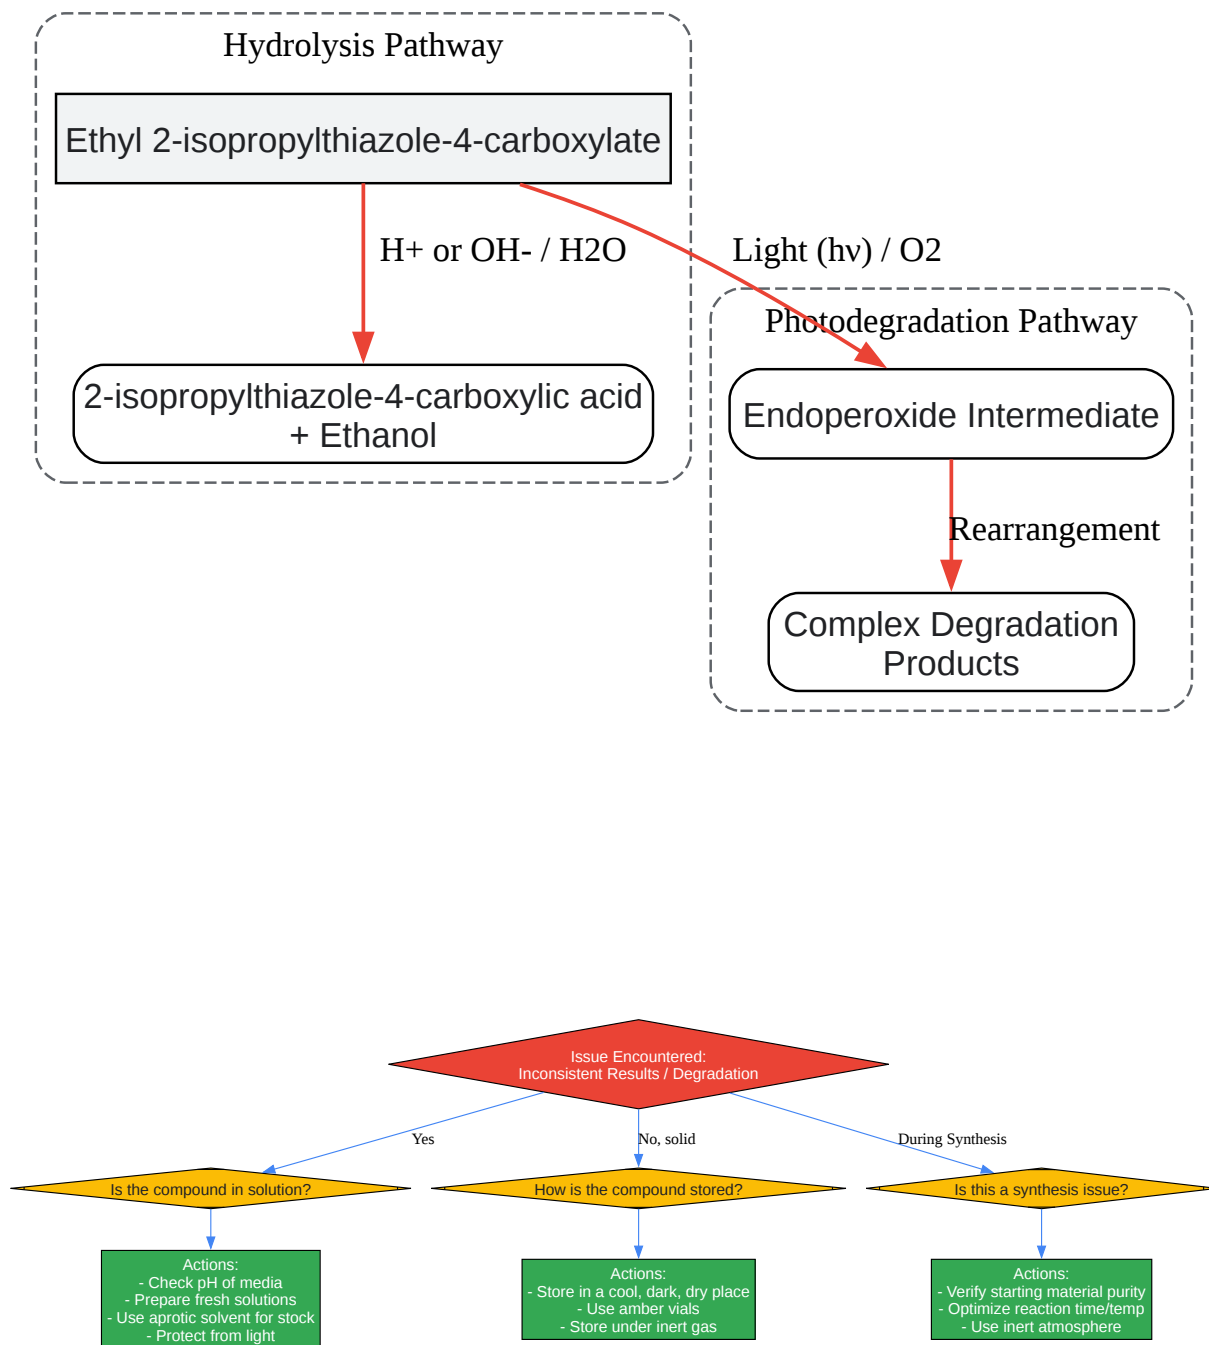 Hydrolysis Pathway
Ethyl 2-isopropylthiazole-4-carboxylate
H+ or OH- / H2O
Light (hν) / O2
Photodegradation Pathway
2-isopropylthiazole-4-carboxylic acid
+ Ethanol
Endoperoxide Intermediate
Rearrangement
Complex Degradation
Products
Issue Encountered:
Inconsistent Results / Degradation
Yes
No, solid
During Synthesis
Is the compound in solution?
How is the compound stored?
Is this a synthesis issue?
Actions:
- Check pH of media
- Prepare fresh solutions
- Use aprotic solvent for stock
- Protect from light
Actions:
- Store in a cool, dark, dry place
- Use amber vials
- Store under inert gas
Actions:
- Verify starting material purity
- Optimize reaction time/temp
- Use inert atmosphere